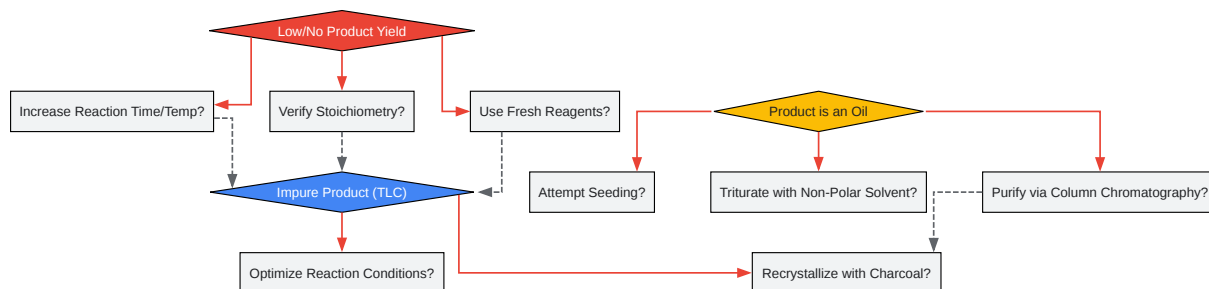 Low/No Product Yield
Increase Reaction Time/Temp?
Verify Stoichiometry?
Use Fresh Reagents?
Product is an Oil
Impure Product (TLC)
Attempt Seeding?
Triturate with Non-Polar Solvent?
Purify via Column Chromatography?
Optimize Reaction Conditions?
Recrystallize with Charcoal?